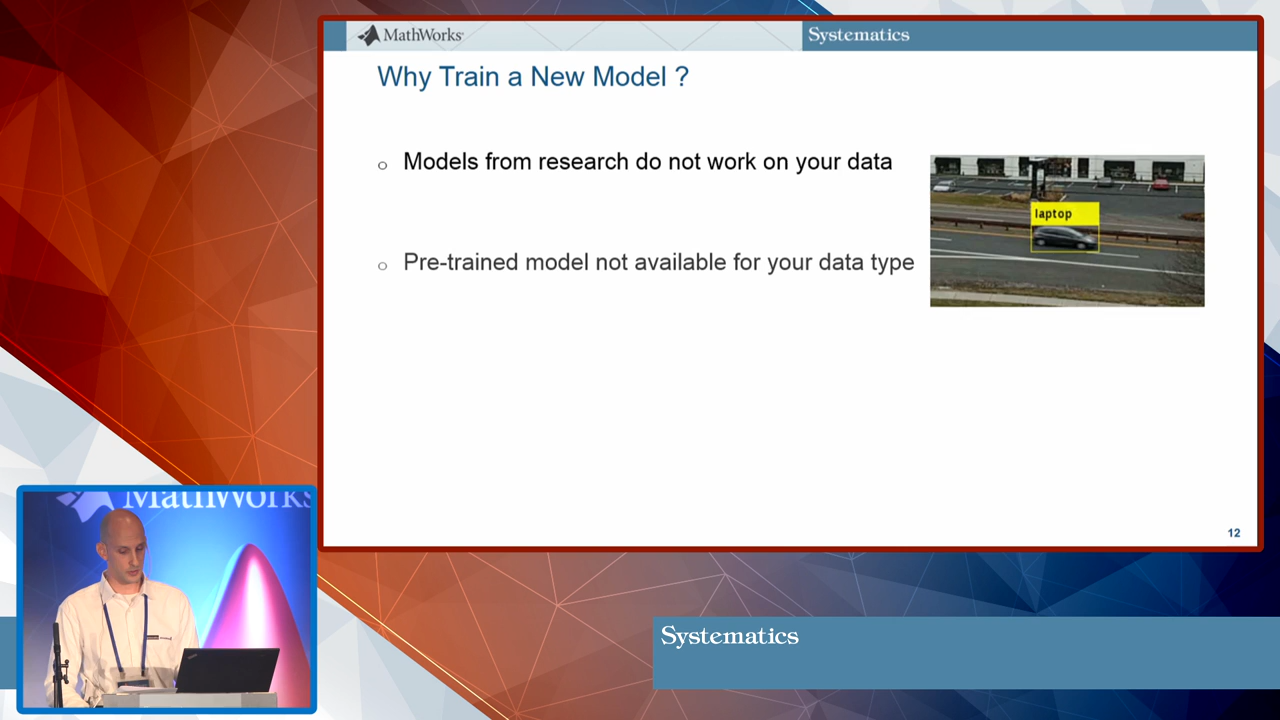 MathWorks
Systematics
Why Train a New Model ?
Models from research do not work on your data
laptop
Pre-trained model not available for your data type
12
MathWorks
Systematics